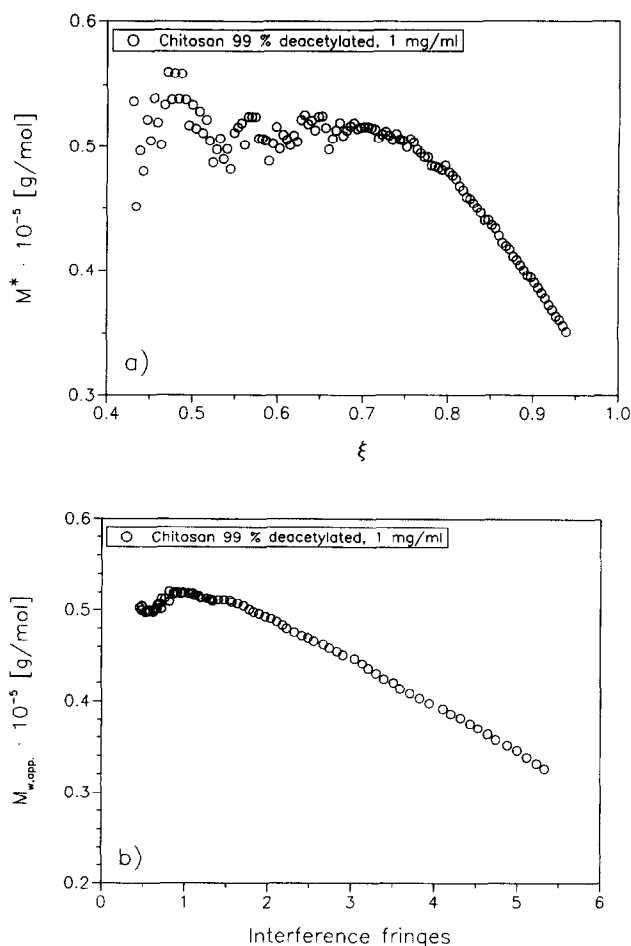 0.6
Chitosan 99 % deacetylated, 1 mg/ml
0.5
M* · 10⁻⁵ [g/mol]
0.4
a)
0.3
0.4 0.5 0.6 0.7 0.8 0.9 1.0
ξ
0.6
Chitosan 99 % deacetylated, 1 mg/ml
0.5
M_w,app. · 10⁻⁵ [g/mol]
0.4
0.3
b)
0.2
0 1 2 3 4 5 6
Interference fringes